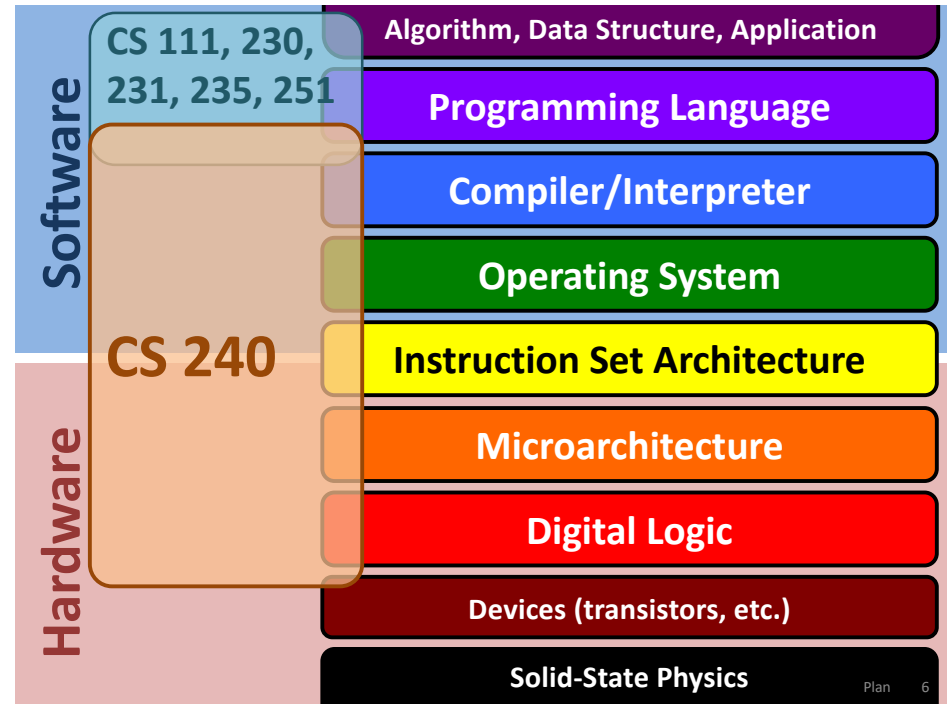 Software
Hardware
CS 111, 230,
231, 235, 251
CS 240
Algorithm, Data Structure, Application
Programming Language
Compiler/Interpreter
Operating System
Instruction Set Architecture
Microarchitecture
Digital Logic
Devices (transistors, etc.)
Solid-State Physics
Plan 6